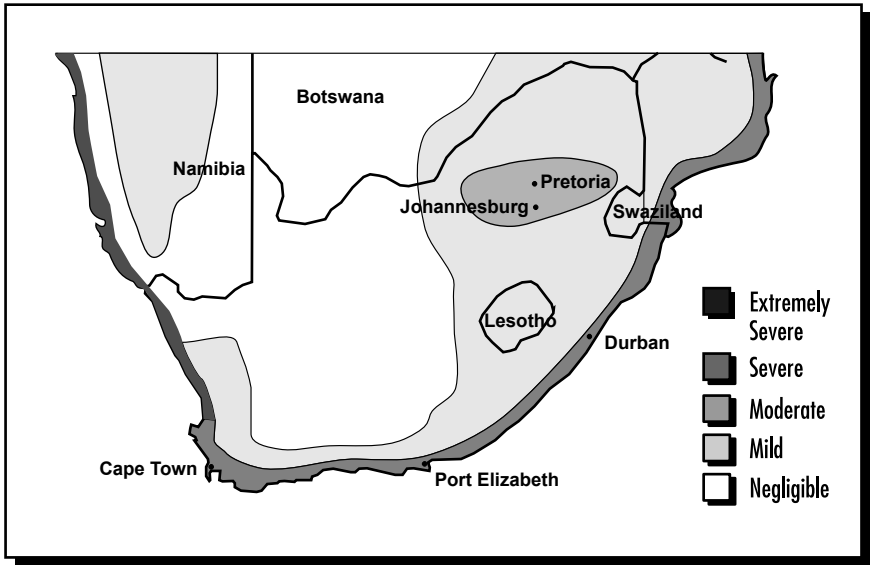 Botswana
Namibia
Pretoria
Johannesburg
Swaziland
Lesotho
Durban
Cape Town
Port Elizabeth
Extremely
Severe
Severe
Moderate
Mild
Negligible